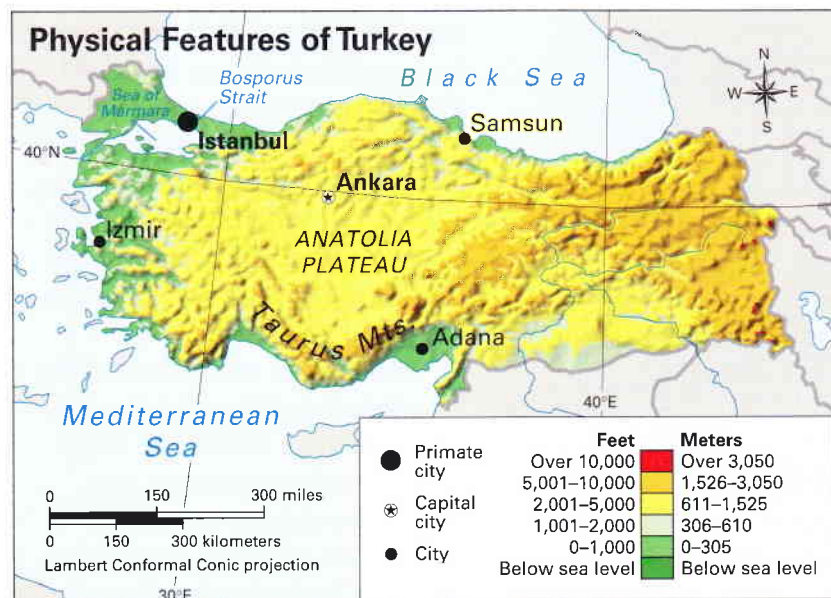 Physical Features of Turkey
Black Sea
Bosporus
Strait
Sea of
Marmara
Istanbul
Samsun
N
W E
S
40°N
Ankara
Izmir
ANATOLIA
PLATEAU
Taurus Mts.
Adana
40°E
Mediterranean
Sea
Primate
city
Capital
city
City
Feet Meters
Over 10,000 Over 3,050
5,001–10,000 1,526–3,050
2,001–5,000 611–1,525
1,001–2,000 306–610
0–1,000 0–305
Below sea level Below sea level
0 150 300 miles
0 150 300 kilometers
Lambert Conformal Conic projection
30°E